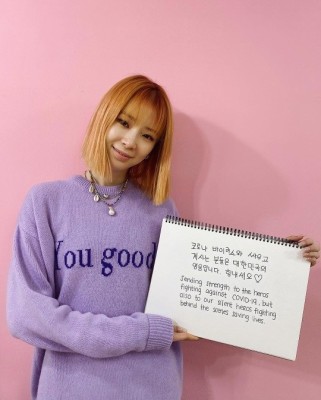 You good
코로나 바이러스와 싸우고
계시는 분들은 대한민국의
영웅입니다. 힘내세요♡
Sending strength to the heros
fighting against COVID-19, but
also to our silent heros fighting
behind the scenes saving lives.